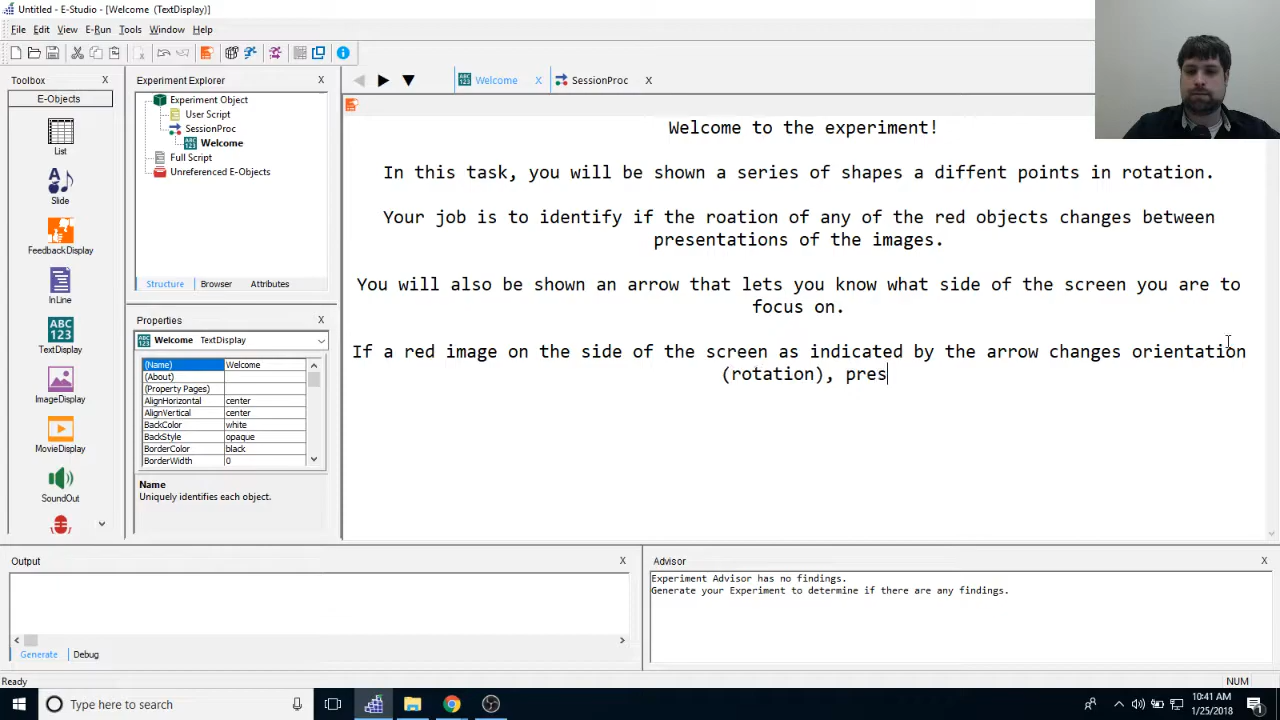 Untitled - E-Studio - [Welcome (TextDisplay)]
File Edit View E-Run Tools Window Help
Toolbox X
Experiment Explorer X
Welcome X
SessionProc X
E-Objects
List
Slide
FeedbackDisplay
InLine
TextDisplay
ImageDisplay
MovieDisplay
SoundOut
Experiment Object
User Script
SessionProc
Welcome
Full Script
Unreferenced E-Objects
Structure Browser Attributes
Properties X
Welcome TextDisplay
(Name) Welcome
(About)
(Property Pages)
AlignHorizontal center
AlignVertical center
BackColor white
BackStyle opaque
BorderColor black
BorderWidth 0
Name
Uniquely identifies each object.
Welcome to the experiment!
In this task, you will be shown a series of shapes a diffent points in rotation.
Your job is to identify if the roation of any of the red objects changes between
presentations of the images.
You will also be shown an arrow that lets you know what side of the screen you are to
focus on.
If a red image on the side of the screen as indicated by the arrow changes orientation
(rotation), pres
Output X
Generate Debug
Advisor X
Experiment Advisor has no findings.
Generate your Experiment to determine if there are any findings.
Ready
NUM
Type here to search
10:41 AM
1/25/2018